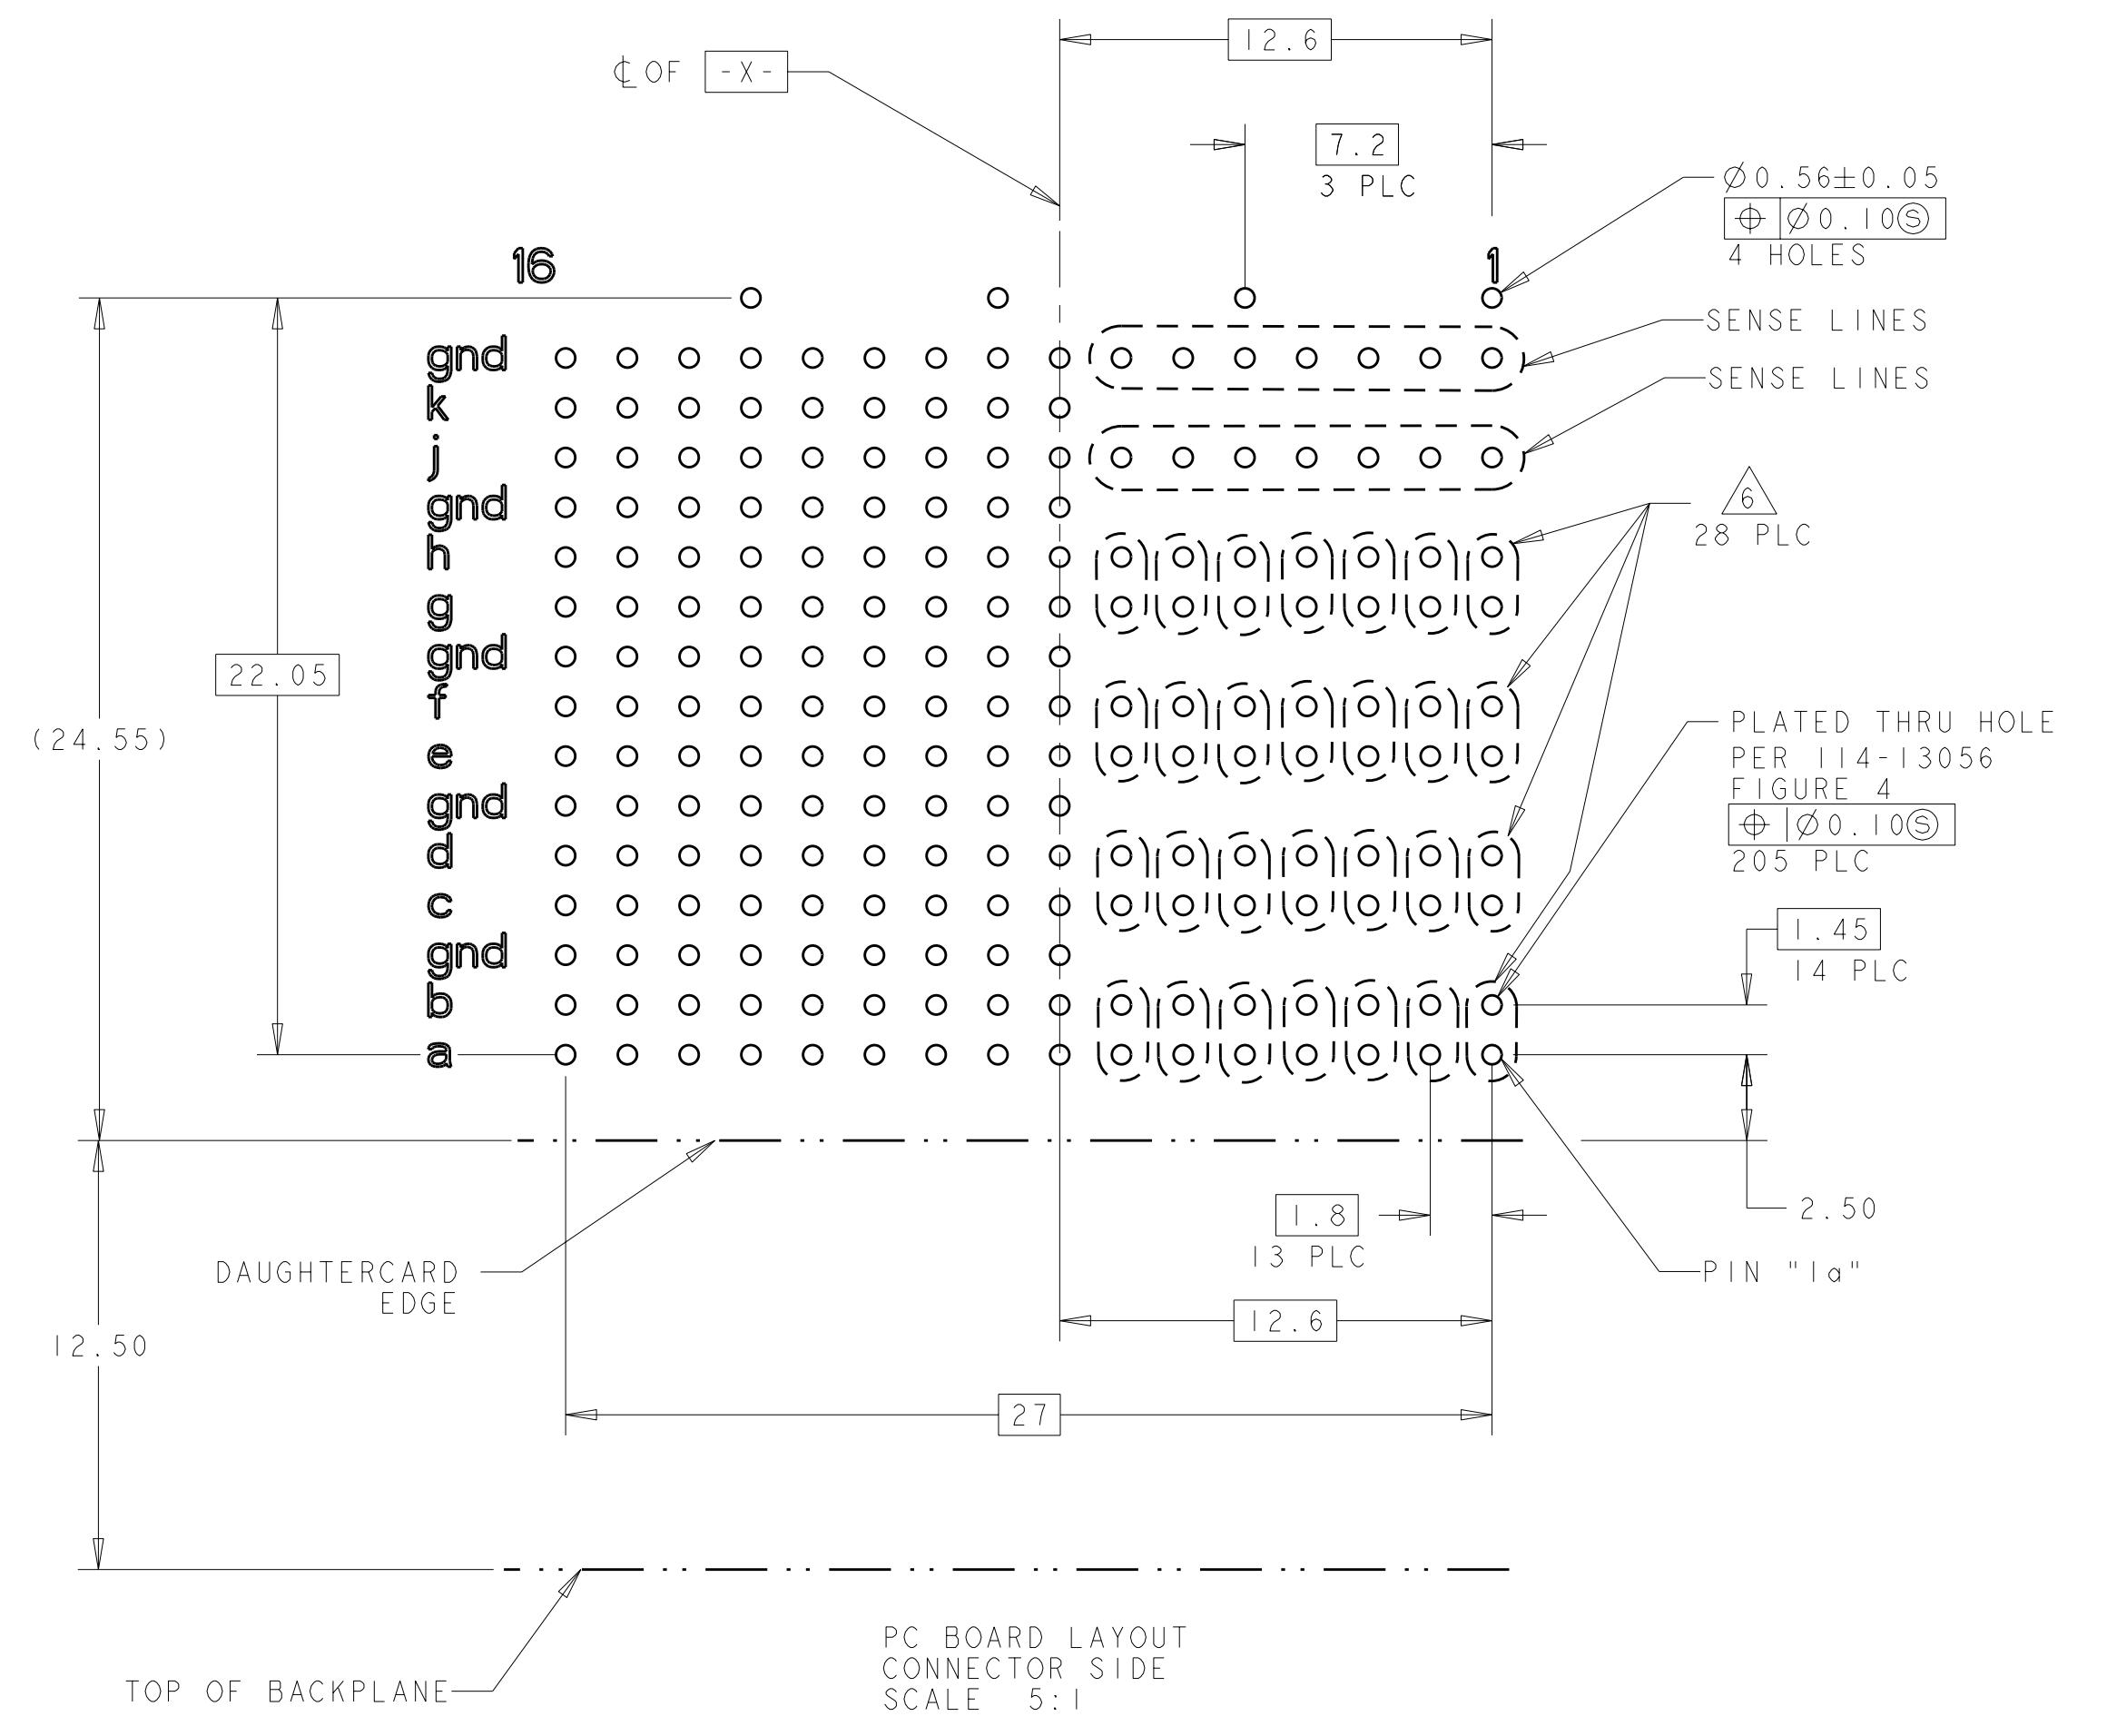 12.6
℄ OF -X-
7.2
3 PLC
Ø0.56±0.05
⌖ Ø0.10Ⓢ
4 HOLES
16
1
SENSE LINES
SENSE LINES
gnd
k
j
gnd
h
g
gnd
f
e
gnd
d
c
gnd
b
a
6
28 PLC
22.05
(24.55)
PLATED THRU HOLE
PER 114-13056
FIGURE 4
⌖ Ø0.10Ⓢ
205 PLC
1.45
14 PLC
2.50
1.8
13 PLC
PIN "1a"
DAUGHTERCARD
EDGE
12.6
12.50
27
TOP OF BACKPLANE
PC BOARD LAYOUT
CONNECTOR SIDE
SCALE 5:1